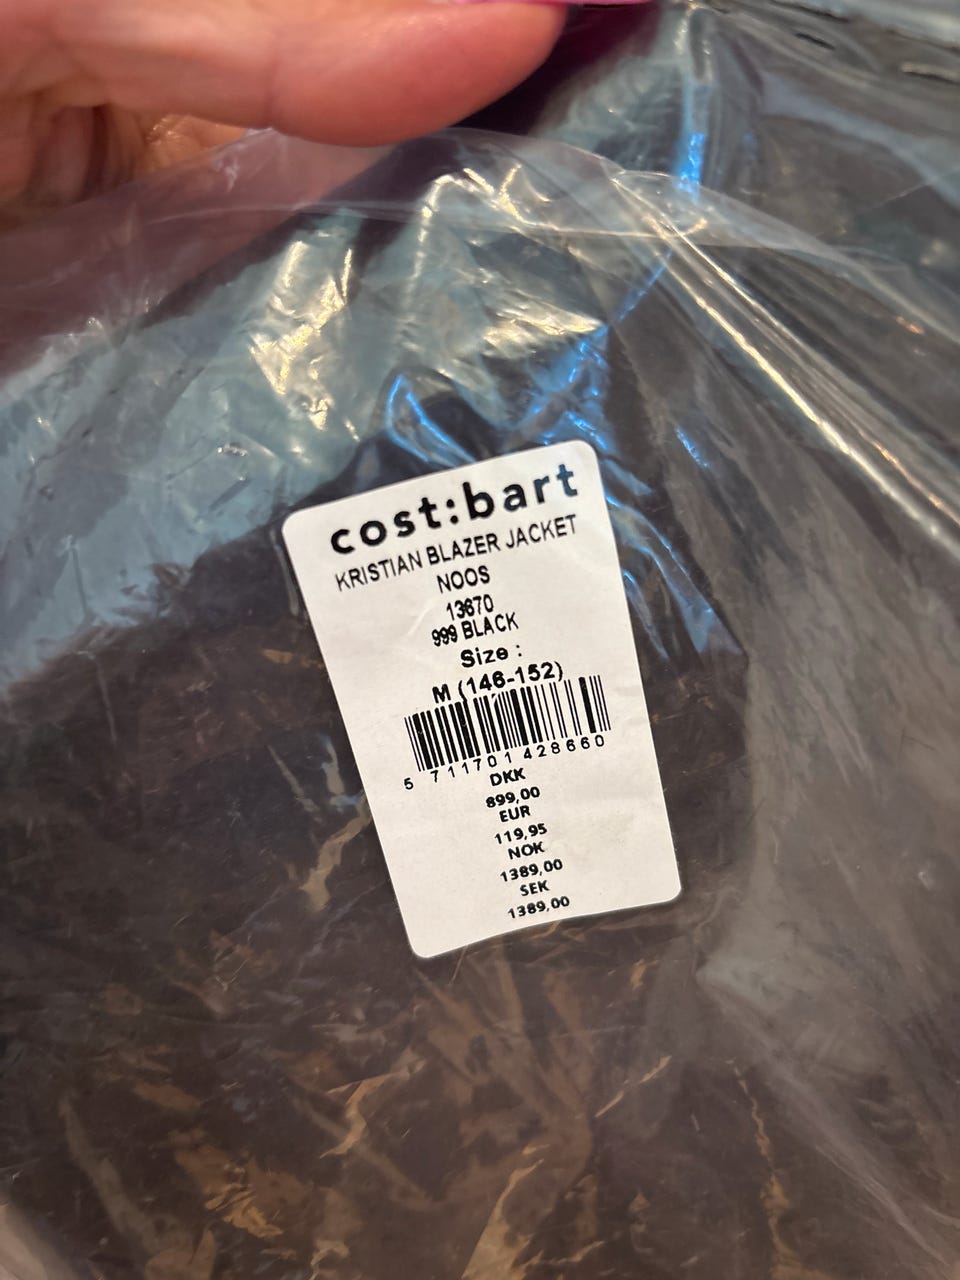 cost:bart
KRISTIAN BLAZER JACKET
NOOS
13670
999 BLACK
Size :
M (146-152)
5 711701 428660
DKK
899,00
EUR
119,95
NOK
1389,00
SEK
1389,00